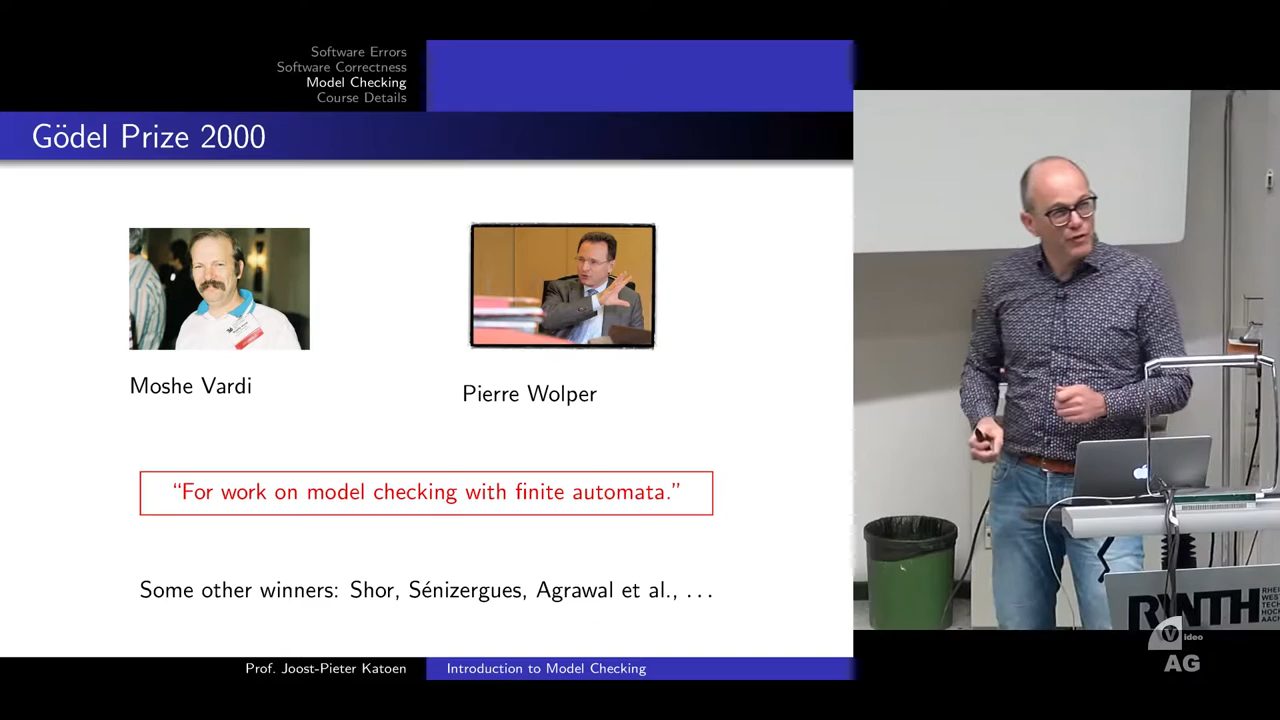 Software Errors
Software Correctness
Model Checking
Course Details
Gödel Prize 2000
Moshe Vardi
Pierre Wolper
“For work on model checking with finite automata.”
Some other winners: Shor, Sénizergues, Agrawal et al., . . .
Prof. Joost-Pieter Katoen
Introduction to Model Checking
RWTH
Video
AG